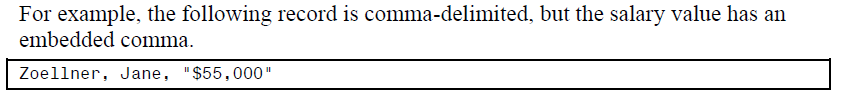 For example, the following record is comma-delimited, but the salary value has an
embedded comma.
Zoellner, Jane, "$55,000"